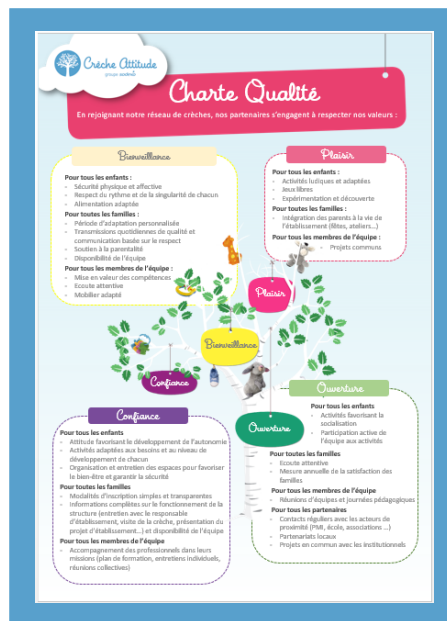 Crèche Attitude
groupe sodexo
Charte Qualité
En rejoignant notre réseau de crèches, nos partenaires s'engagent à respecter nos valeurs :
Bienveillance
Pour tous les enfants :
- Sécurité physique et affective
- Respect du rythme et de la singularité de chacun
- Alimentation adaptée
Pour toutes les familles :
- Période d'adaptation personnalisée
- Transmissions quotidiennes de qualité et
communication basée sur le respect
- Soutien à la parentalité
- Disponibilité de l'équipe
Pour tous les membres de l'équipe :
- Mise en valeur des compétences
- Ecoute attentive
- Mobilier adapté
Plaisir
Pour tous les enfants :
- Activités ludiques et adaptées
- Jeux libres
- Expérimentation et découverte
Pour toutes les familles :
- Intégration des parents à la vie de
l'établissement (fêtes, ateliers...)
Pour tous les membres de l'équipe :
- Projets communs
Plaisir
Bienveillance
Confiance
Ouverture
Confiance
Pour tous les enfants
- Attitude favorisant le développement de l'autonomie
- Activités adaptées aux besoins et au niveau de
développement de chacun
- Organisation et entretien des espaces pour favoriser
le bien-être et garantir la sécurité
Pour toutes les familles
- Modalités d'inscription simples et transparentes
- Informations complètes sur le fonctionnement de la
structure (entretien avec le responsable
d'établissement, visite de la crèche, présentation du
projet d'établissement...) et disponibilité de l'équipe
Pour tous les membres de l'équipe
- Accompagnement des professionnels dans leurs
missions (plan de formation, entretiens individuels,
réunions collectives)
Ouverture
Pour tous les enfants
- Activités favorisant la
socialisation
- Participation active de
l'équipe aux activités
Pour toutes les familles
- Ecoute attentive
- Mesure annuelle de la satisfaction des
familles
Pour tous les membres de l'équipe
- Réunions d'équipes et journées pédagogiques
Pour tous les partenaires
- Contacts réguliers avec les acteurs de
proximité (PMI, école, associations ...)
- Partenariats locaux
- Projets en commun avec les institutionnels